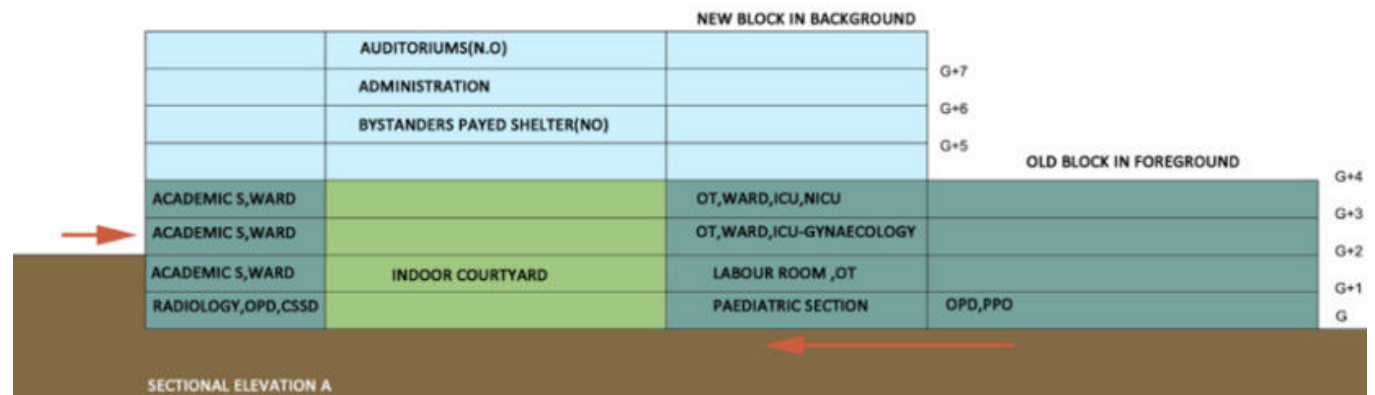 NEW BLOCK IN BACKGROUND
AUDITORIUMS(N.O)
G+7
ADMINISTRATION
G+6
BYSTANDERS PAYED SHELTER(NO)
G+5
OLD BLOCK IN FOREGROUND
G+4
ACADEMIC S,WARD OT,WARD,ICU,NICU
G+3
ACADEMIC S,WARD OT,WARD,ICU-GYNAECOLOGY
G+2
ACADEMIC S,WARD INDOOR COURTYARD LABOUR ROOM ,OT
G+1
RADIOLOGY,OPD,CSSD PAEDIATRIC SECTION OPD,PPO
G
SECTIONAL ELEVATION A